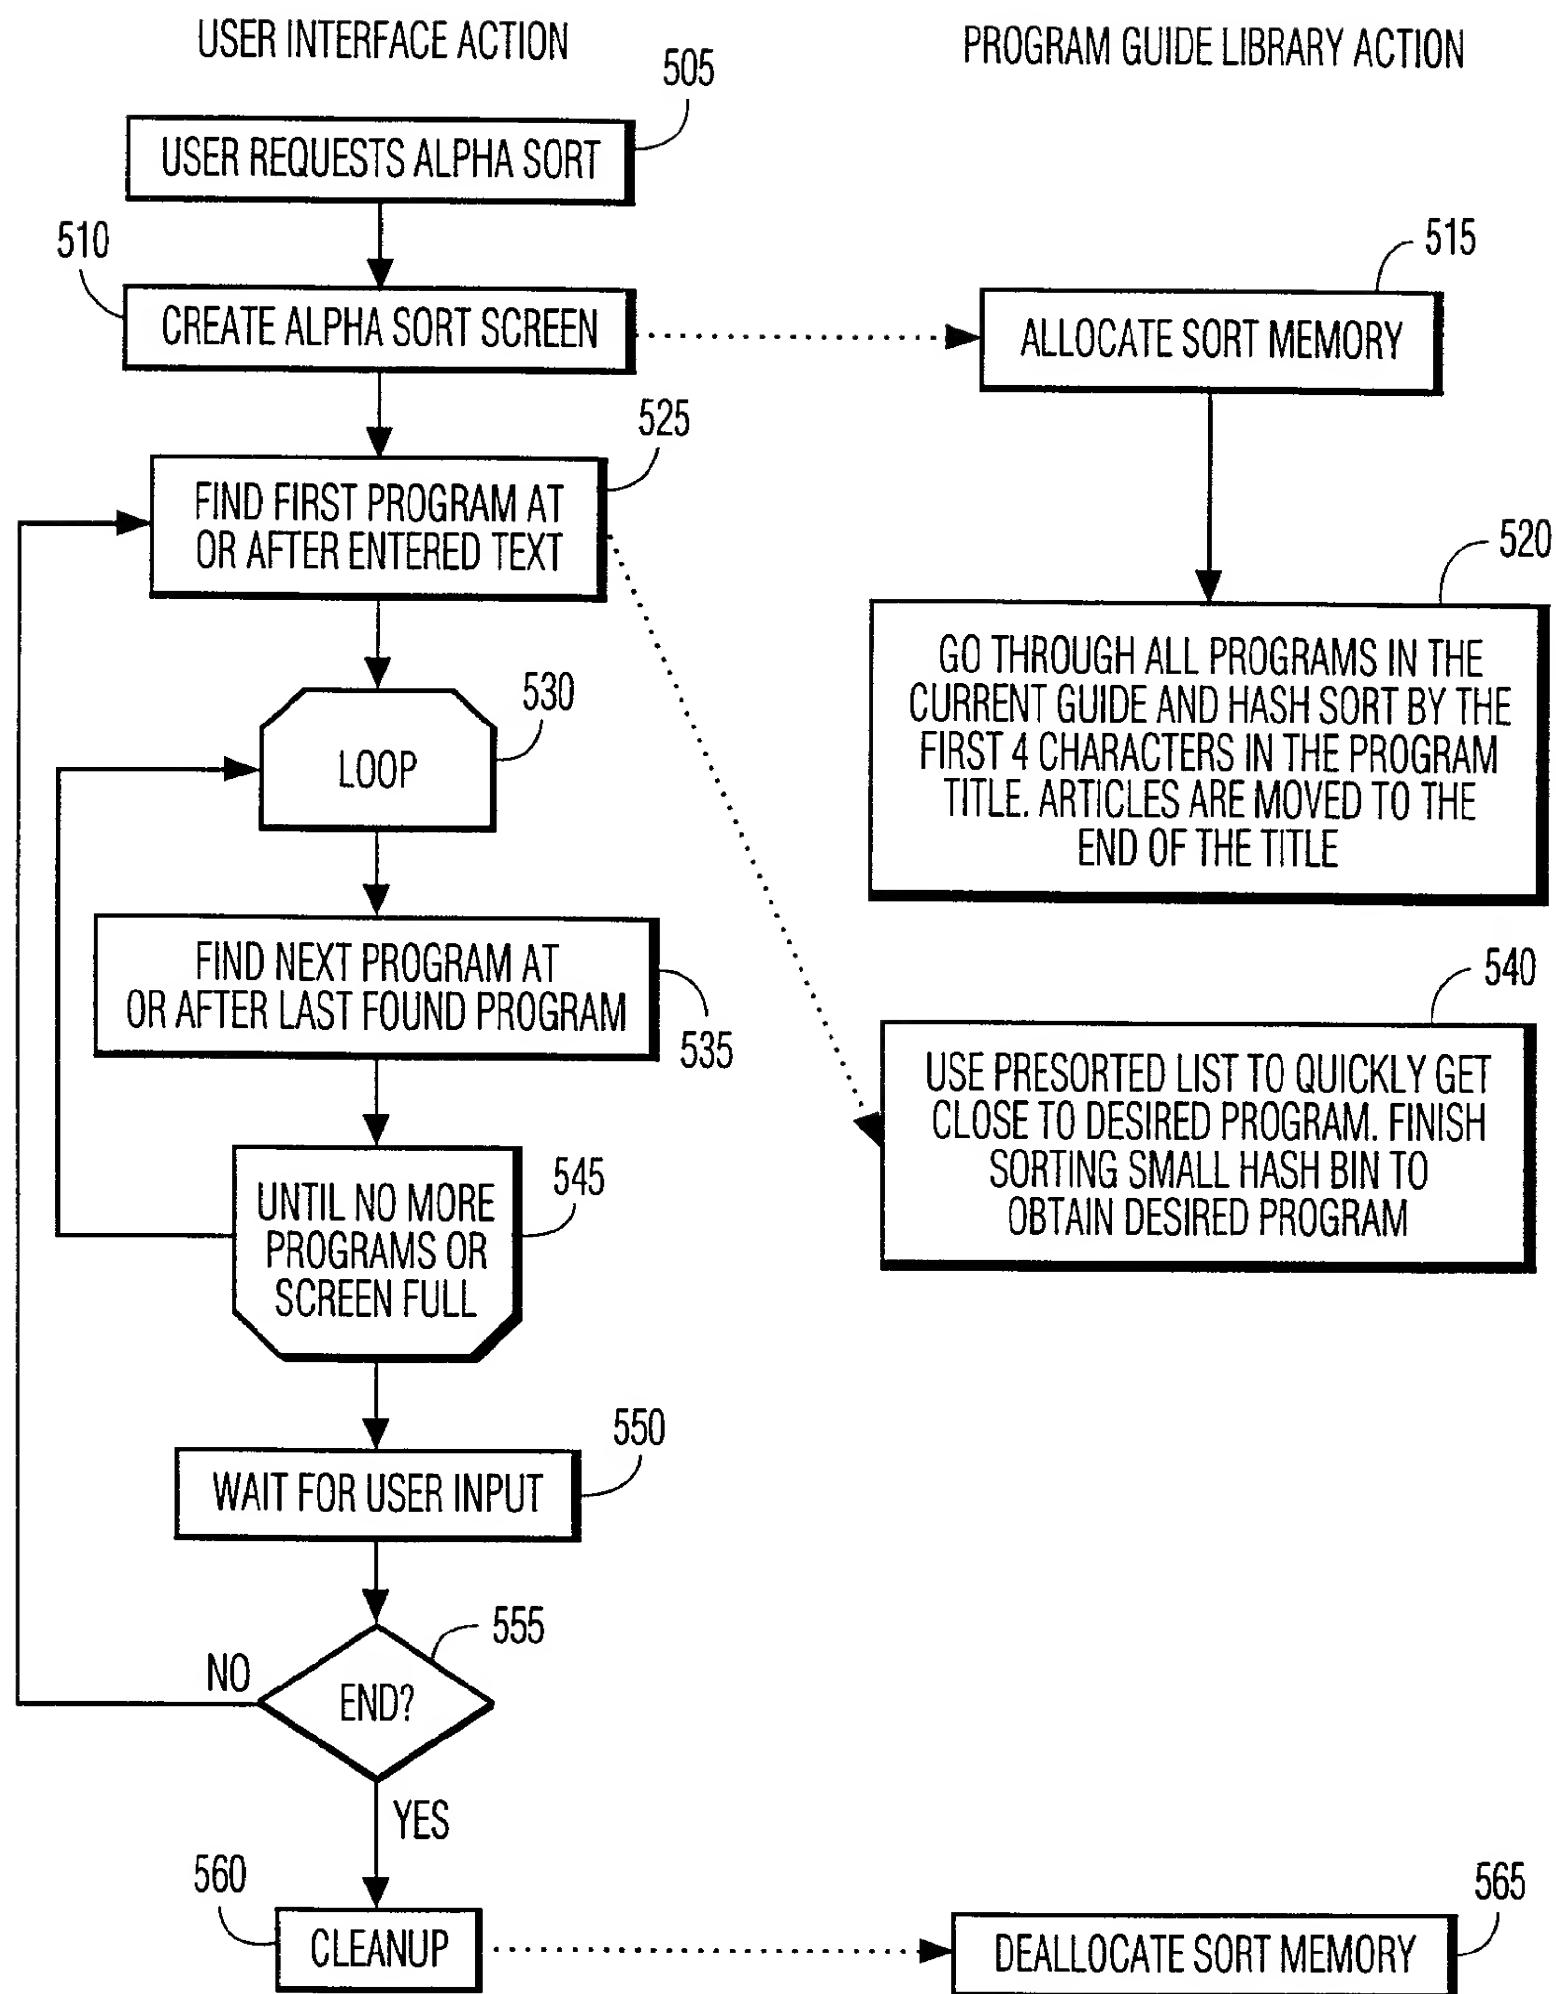 USER INTERFACE ACTION
PROGRAM GUIDE LIBRARY ACTION
505
USER REQUESTS ALPHA SORT
510
CREATE ALPHA SORT SCREEN
515
ALLOCATE SORT MEMORY
525
FIND FIRST PROGRAM AT
OR AFTER ENTERED TEXT
520
GO THROUGH ALL PROGRAMS IN THE
CURRENT GUIDE AND HASH SORT BY THE
FIRST 4 CHARACTERS IN THE PROGRAM
TITLE. ARTICLES ARE MOVED TO THE
END OF THE TITLE
530
LOOP
FIND NEXT PROGRAM AT
OR AFTER LAST FOUND PROGRAM
535
540
USE PRESORTED LIST TO QUICKLY GET
CLOSE TO DESIRED PROGRAM. FINISH
SORTING SMALL HASH BIN TO
OBTAIN DESIRED PROGRAM
545
UNTIL NO MORE
PROGRAMS OR
SCREEN FULL
550
WAIT FOR USER INPUT
555
END?
NO
YES
560
CLEANUP
565
DEALLOCATE SORT MEMORY